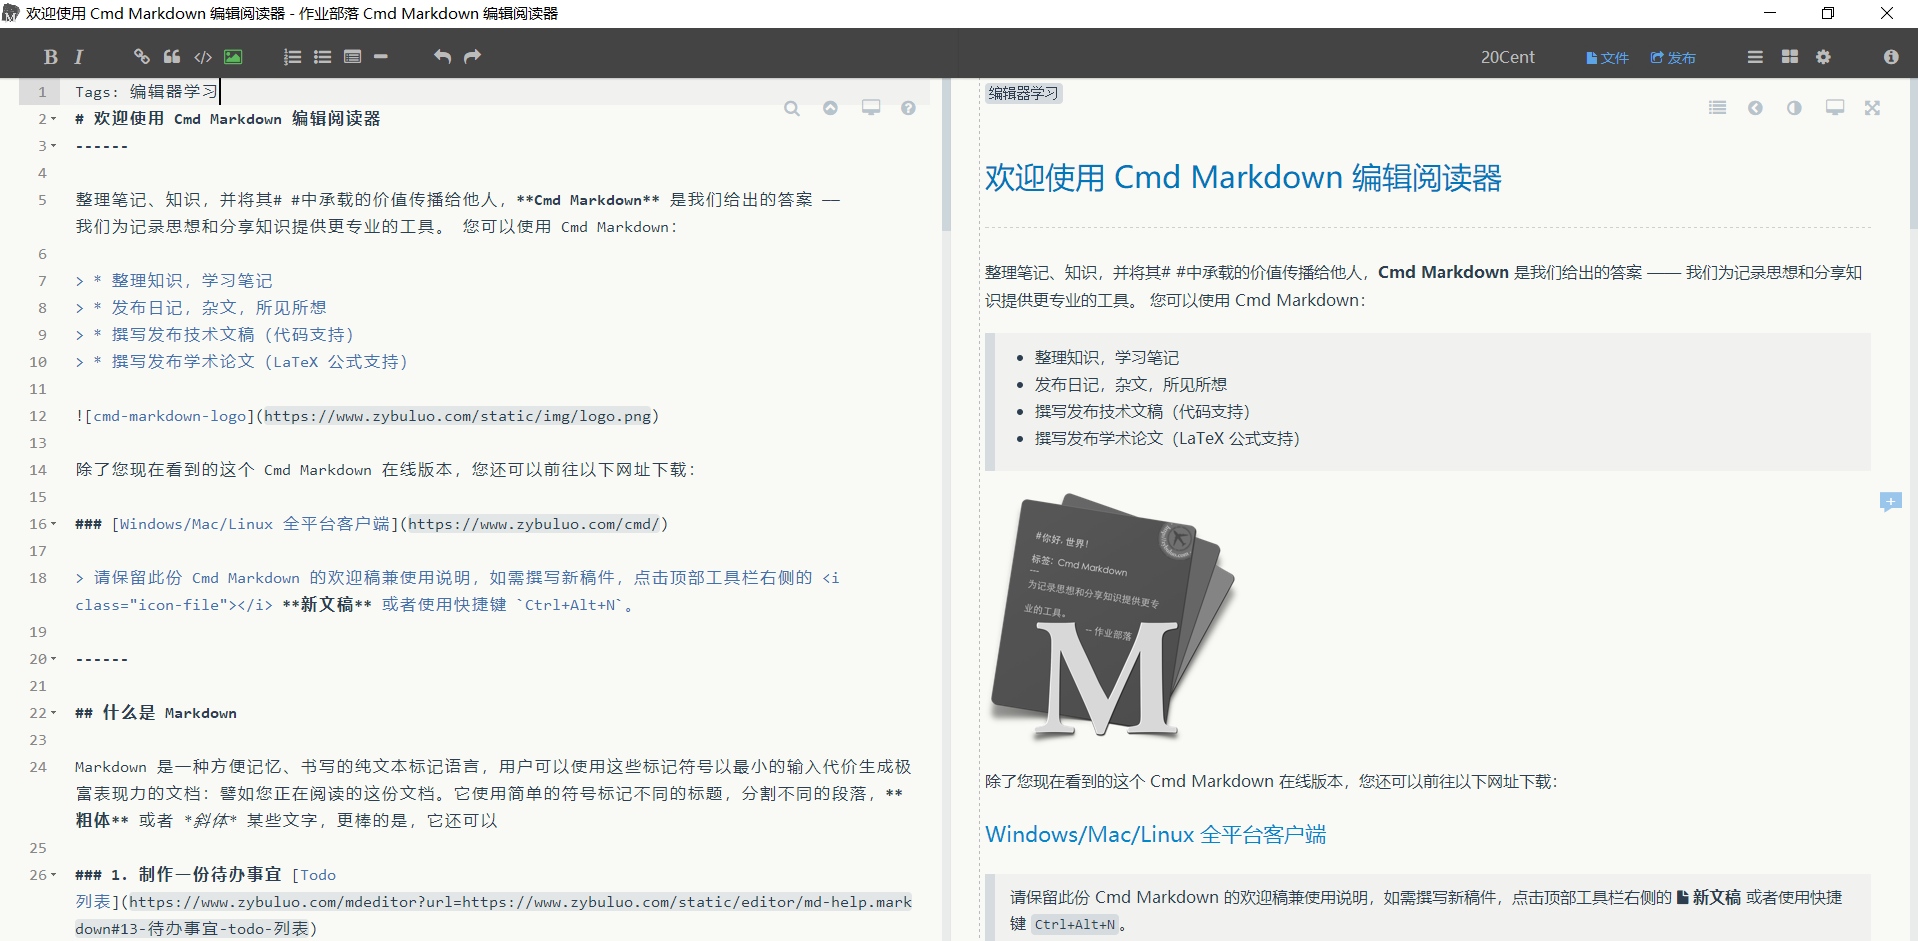 欢迎使用 Cmd Markdown 编辑阅读器 - 作业部落 Cmd Markdown 编辑阅读器
B I
20Cent 文件 发布
1 Tags: 编辑器学习
2 # 欢迎使用 Cmd Markdown 编辑阅读器
3 ------
4
5 整理笔记、知识，并将其# #中承载的价值传播给他人，**Cmd Markdown** 是我们给出的答案 ——
我们为记录思想和分享知识提供更专业的工具。 您可以使用 Cmd Markdown：
6
7 > * 整理知识，学习笔记
8 > * 发布日记，杂文，所见所想
9 > * 撰写发布技术文稿（代码支持）
10 > * 撰写发布学术论文（LaTeX 公式支持）
11
12 ![cmd-markdown-logo](https://www.zybuluo.com/static/img/logo.png)
13
14 除了您现在看到的这个 Cmd Markdown 在线版本，您还可以前往以下网址下载：
15
16 ### [Windows/Mac/Linux 全平台客户端](https://www.zybuluo.com/cmd/)
17
18 > 请保留此份 Cmd Markdown 的欢迎稿兼使用说明，如需撰写新稿件，点击顶部工具栏右侧的 <i
class="icon-file"></i> **新文稿** 或者使用快捷键 `Ctrl+Alt+N`。
19
20 ------
21
22 ## 什么是 Markdown
23
24 Markdown 是一种方便记忆、书写的纯文本标记语言，用户可以使用这些标记符号以最小的输入代价生成极
富表现力的文档：譬如您正在阅读的这份文档。它使用简单的符号标记不同的标题，分割不同的段落，**
粗体** 或者 *斜体* 某些文字，更棒的是，它还可以
25
26 ### 1. 制作一份待办事宜 [Todo
列表](https://www.zybuluo.com/mdeditor?url=https://www.zybuluo.com/static/editor/md-help.mark
down#13-待办事宜-todo-列表)
编辑器学习
欢迎使用 Cmd Markdown 编辑阅读器
整理笔记、知识，并将其# #中承载的价值传播给他人，Cmd Markdown 是我们给出的答案 —— 我们为记录思想和分享知
识提供更专业的工具。 您可以使用 Cmd Markdown：
整理知识，学习笔记
发布日记，杂文，所见所想
撰写发布技术文稿（代码支持）
撰写发布学术论文（LaTeX 公式支持）
#你好, 世界!
标签: Cmd Markdown
---
为记录思想和分享知识提供更专
业的工具。
-- 作业部落
M
除了您现在看到的这个 Cmd Markdown 在线版本，您还可以前往以下网址下载：
Windows/Mac/Linux 全平台客户端
请保留此份 Cmd Markdown 的欢迎稿兼使用说明，如需撰写新稿件，点击顶部工具栏右侧的 新文稿 或者使用快捷
键 Ctrl+Alt+N 。